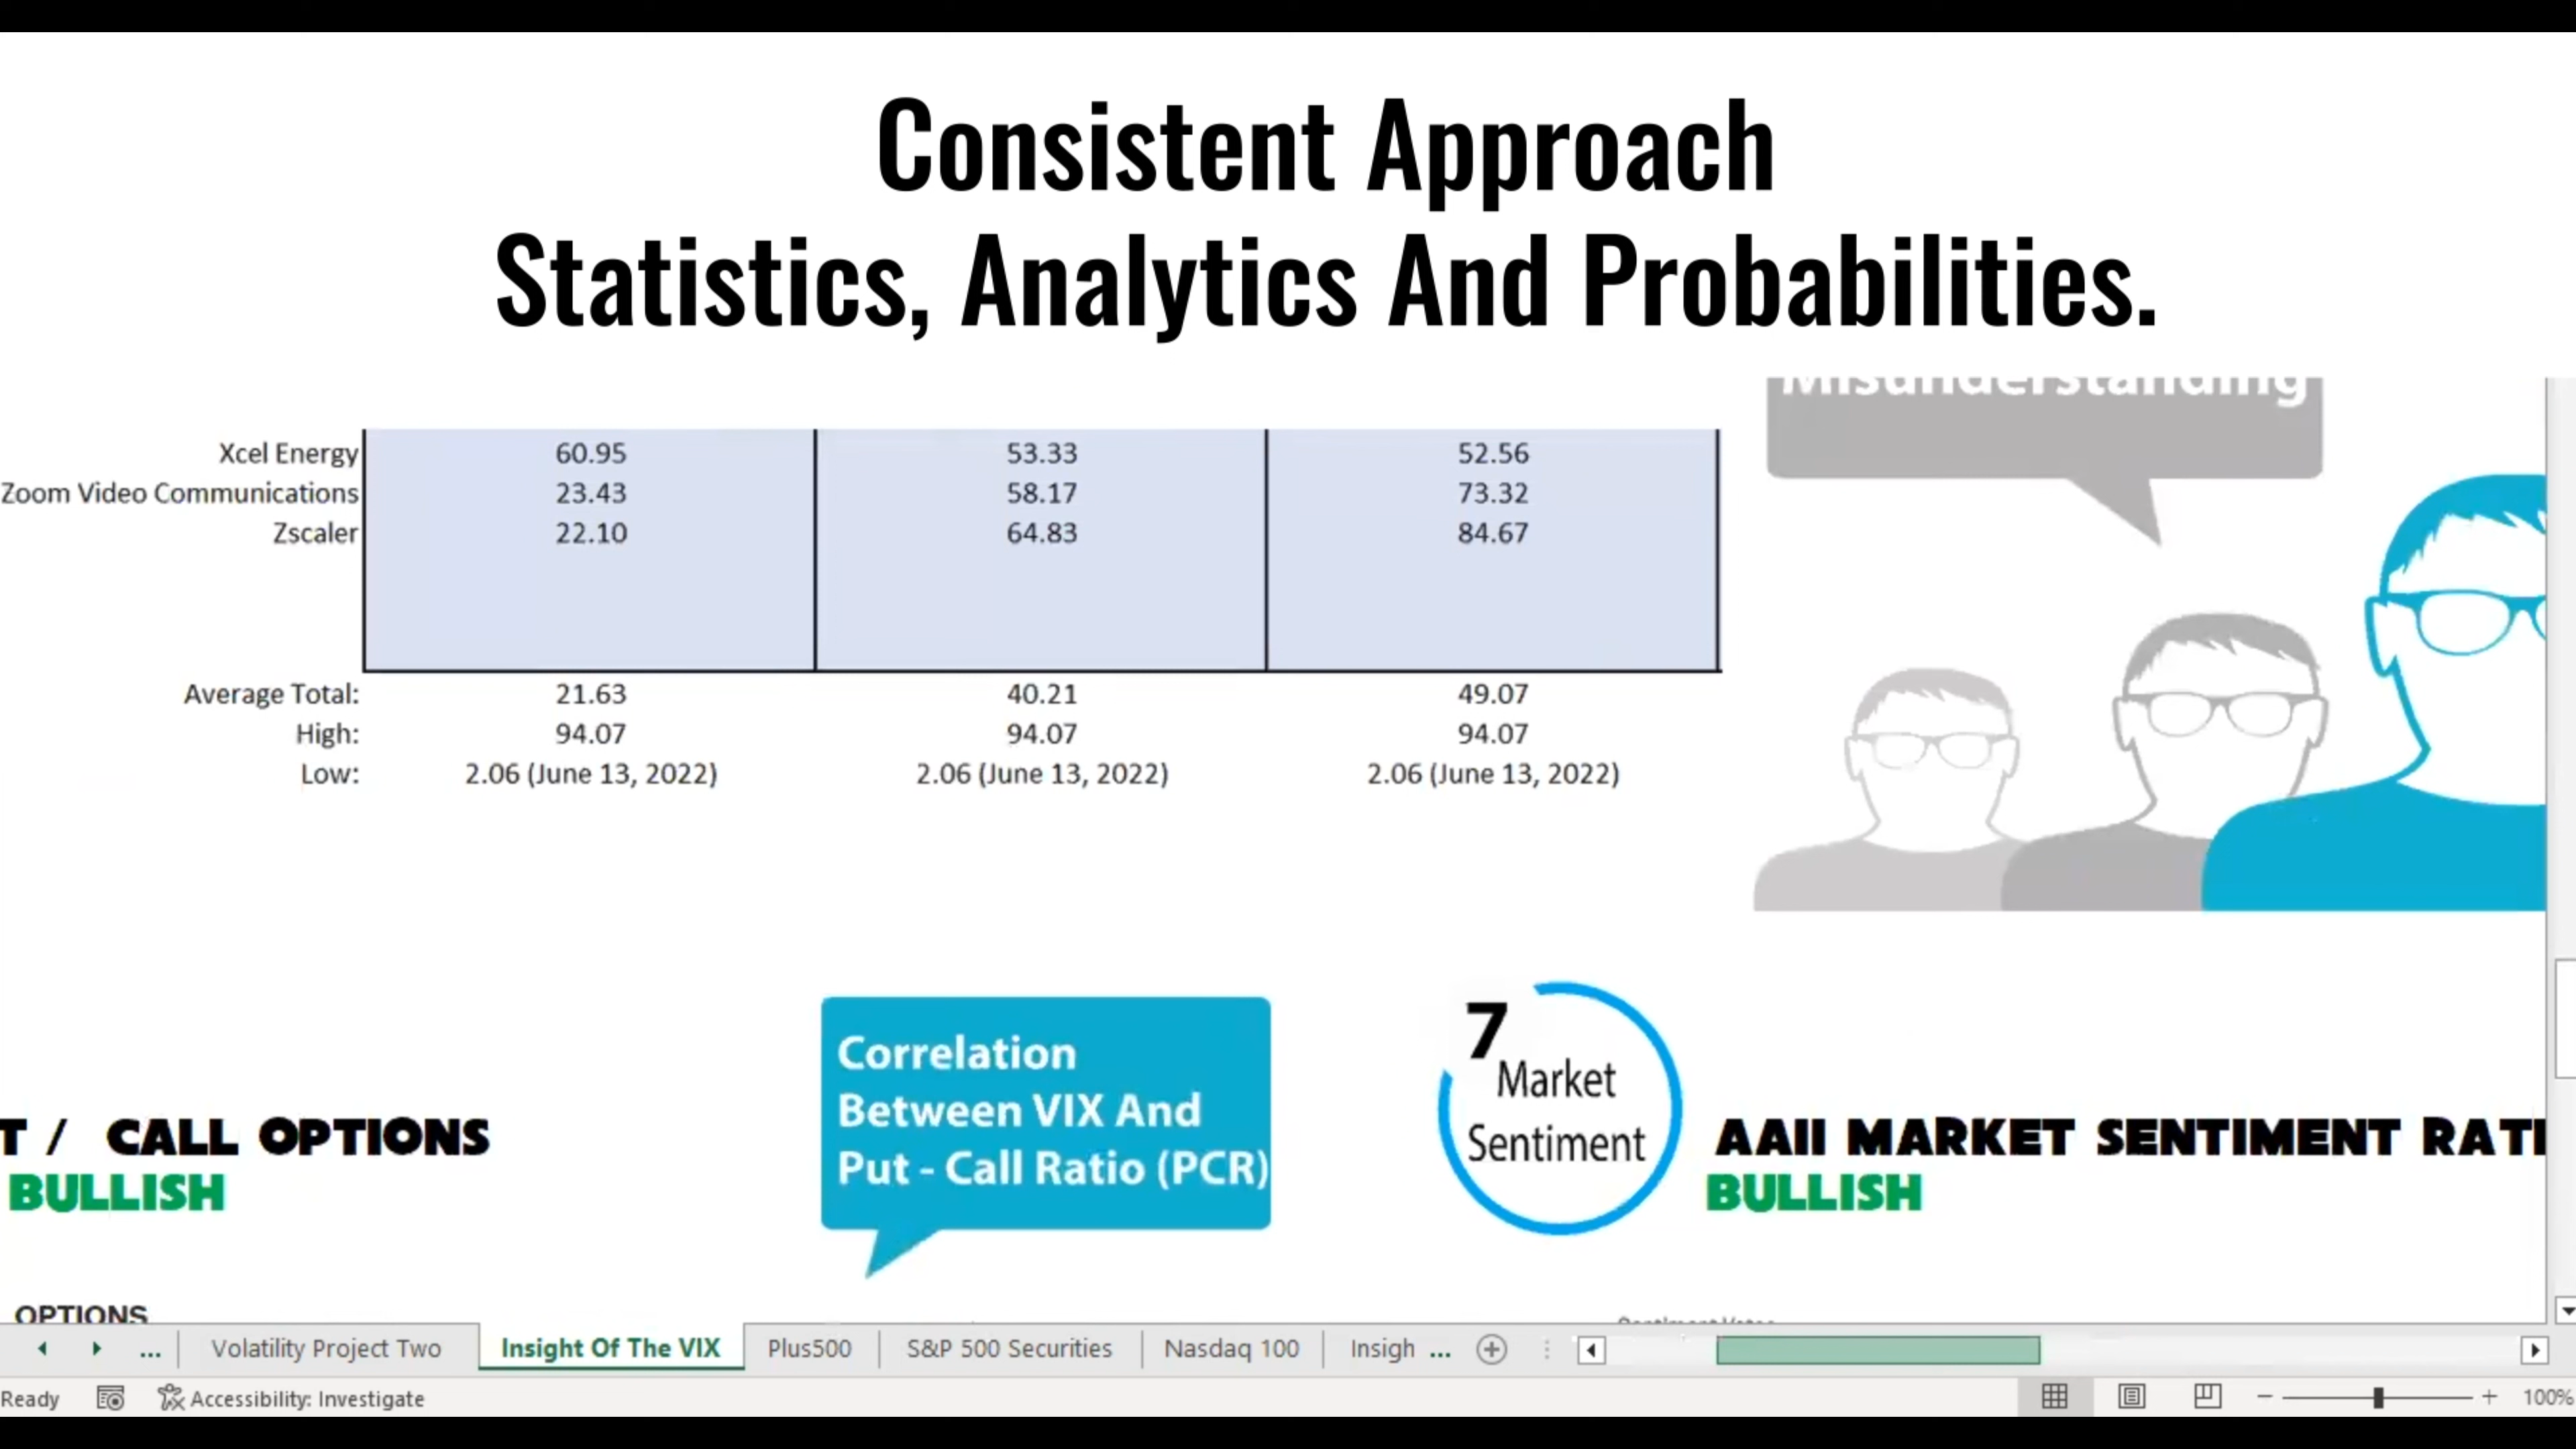 Consistent Approach
Statistics, Analytics And Probabilities.
Misunderstanding
Xcel Energy 60.95 53.33 52.56
Zoom Video Communications 23.43 58.17 73.32
Zscaler 22.10 64.83 84.67
Average Total: 21.63 40.21 49.07
High: 94.07 94.07 94.07
Low: 2.06 (June 13, 2022) 2.06 (June 13, 2022) 2.06 (June 13, 2022)
Correlation
Between VIX And
Put - Call Ratio (PCR)
7
Market
Sentiment
T / CALL OPTIONS
BULLISH
AAII MARKET SENTIMENT RATI
BULLISH
OPTIONS
... Volatility Project Two Insight Of The VIX Plus500 S&P 500 Securities Nasdaq 100 Insigh ...
Ready Accessibility: Investigate 100%